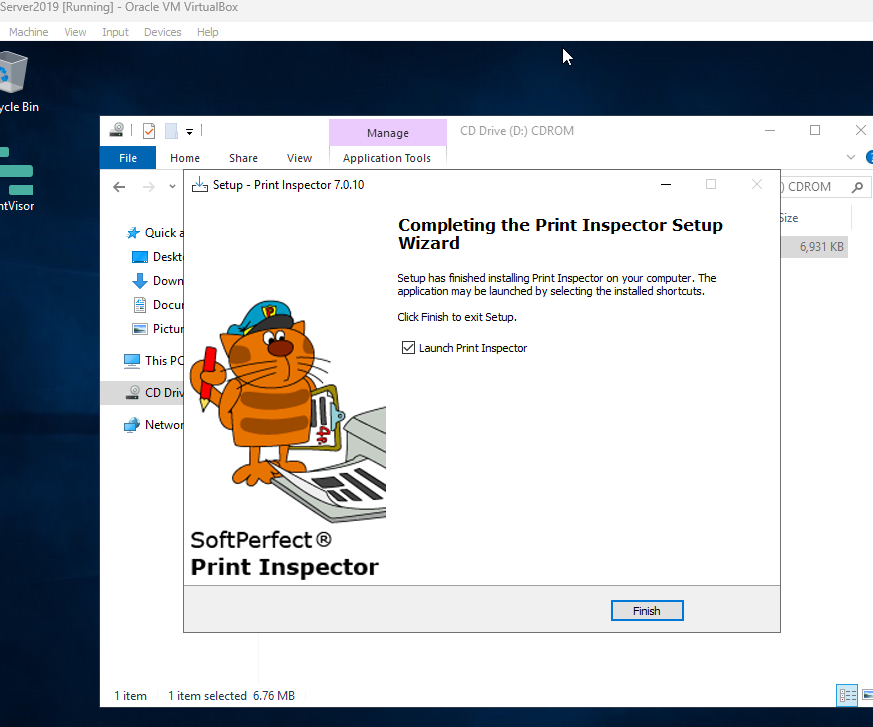 Server2019 [Running] - Oracle VM VirtualBox
Machine View Input Devices Help
ycle Bin
ntVisor
Manage
CD Drive (D:) CDROM
File Home Share View Application Tools
) CDROM
Setup - Print Inspector 7.0.10
Size
6,931 KB
Quick a
Deskt
Down
Docur
Pictur
This PC
CD Driv
Networ
Completing the Print Inspector Setup
Wizard
Setup has finished installing Print Inspector on your computer. The
application may be launched by selecting the installed shortcuts.
Click Finish to exit Setup.
Launch Print Inspector
P
SoftPerfect®
Print Inspector
Finish
1 item 1 item selected 6.76 MB